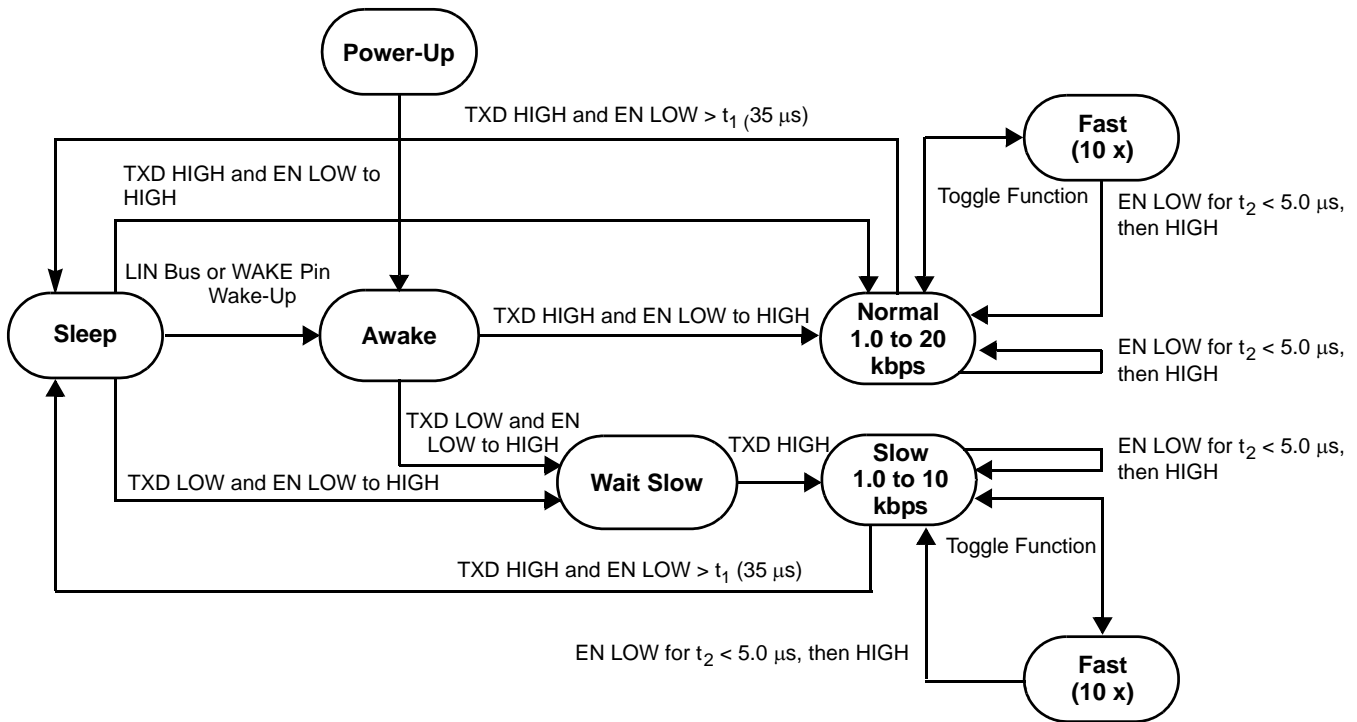 Power-Up
TXD HIGH and EN LOW > t1 (35 μs)
Fast
(10 x)
TXD HIGH and EN LOW to
HIGH
Toggle Function
EN LOW for t2 < 5.0 μs,
then HIGH
LIN Bus or WAKE Pin
Wake-Up
Sleep
Awake
TXD HIGH and EN LOW to HIGH
Normal
1.0 to 20
kbps
EN LOW for t2 < 5.0 μs,
then HIGH
TXD LOW and EN
LOW to HIGH
TXD LOW and EN LOW to HIGH
Wait Slow
TXD HIGH
Slow
1.0 to 10
kbps
EN LOW for t2 < 5.0 μs,
then HIGH
Toggle Function
TXD HIGH and EN LOW > t1 (35 μs)
EN LOW for t2 < 5.0 μs, then HIGH
Fast
(10 x)